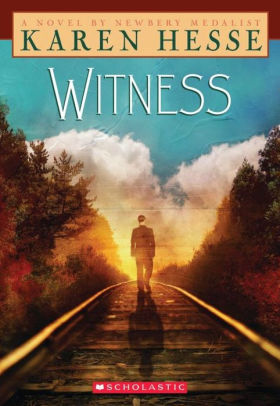 A NOVEL BY NEWBERY MEDALIST
KAREN HESSE
WITNESS
SCHOLASTIC